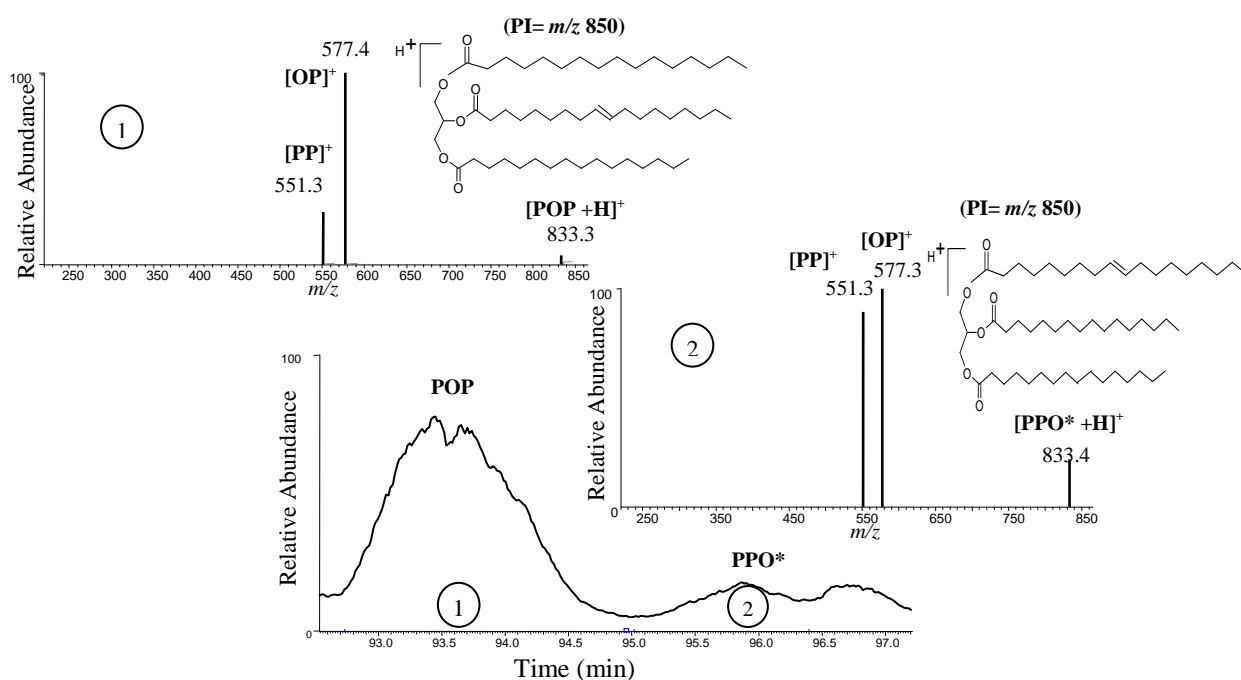 (PI= m/z 850)
577.4
H+
O
O
O
O
O
O
100
[OP]+
[PP]+
551.3
[POP +H]+
833.3
1
Relative Abundance
250 300 350 400 450 500 550 600 650 700 750 800 850
0
m/z
(PI= m/z 850)
[OP]+
577.3
[PP]+
551.3
H+
O
O
O
O
O
O
100
[PPO* +H]+
833.4
2
Relative Abundance
0
250 350 450 550 650 750 850
m/z
100
POP
PPO*
Relative Abundance
1
2
0
93.0 93.5 94.0 94.5 95.0 95.5 96.0 96.5 97.0
Time (min)